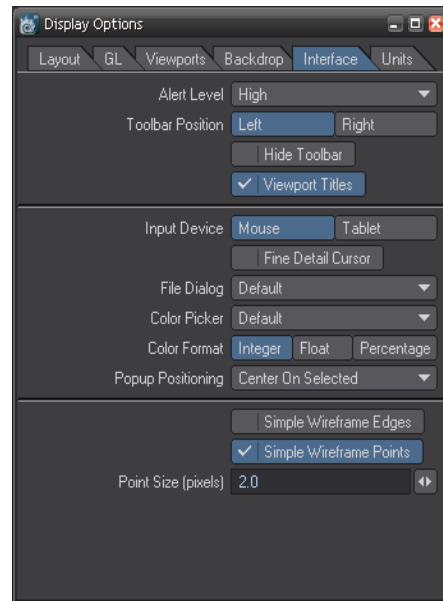 Display Options
Layout GL Viewports Backdrop Interface Units
Alert Level High
Toolbar Position Left Right
Hide Toolbar
Viewport Titles
Input Device Mouse Tablet
Fine Detail Cursor
File Dialog Default
Color Picker Default
Color Format Integer Float Percentage
Popup Positioning Center On Selected
Simple Wireframe Edges
Simple Wireframe Points
Point Size (pixels) 2.0